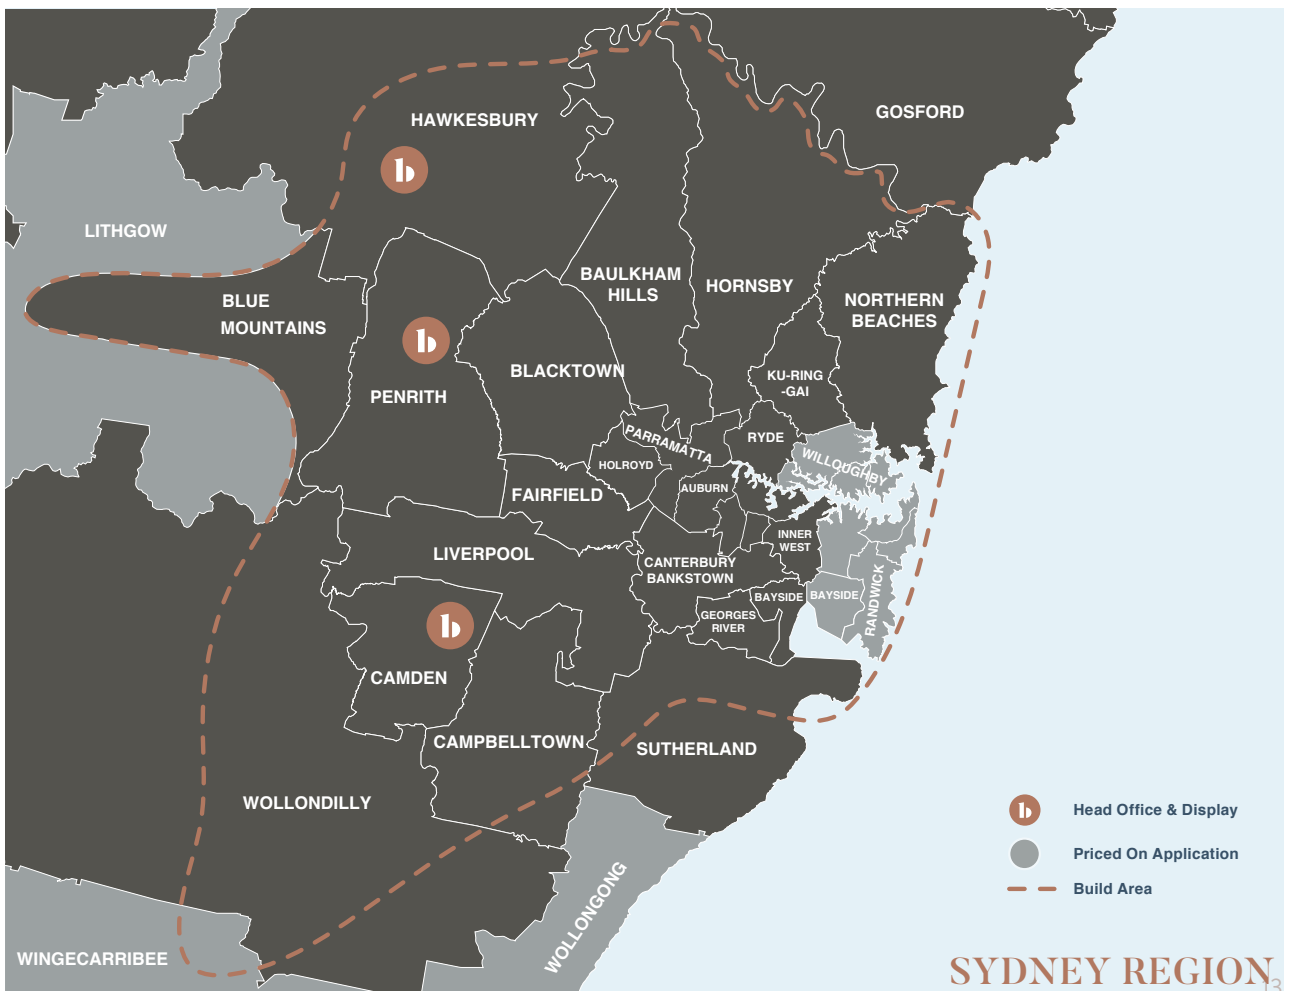 GOSFORD
HAWKESBURY
b
LITHGOW
BAULKHAM
HILLS
HORNSBY
BLUE
MOUNTAINS
NORTHERN
BEACHES
b
BLACKTOWN
KU-RING
-GAI
PENRITH
RYDE
PARRAMATTA
HOLROYD
WILLOUGHBY
AUBURN
FAIRFIELD
LIVERPOOL
INNER
WEST
CANTERBURY
BANKSTOWN
BAYSIDE
BAYSIDE
RANDWICK
GEORGES
RIVER
b
CAMDEN
CAMPBELLTOWN
SUTHERLAND
WOLLONDILLY
WOLLONGONG
WINGECARRIBEE
b Head Office & Display
Priced On Application
Build Area
SYDNEY REGION
13